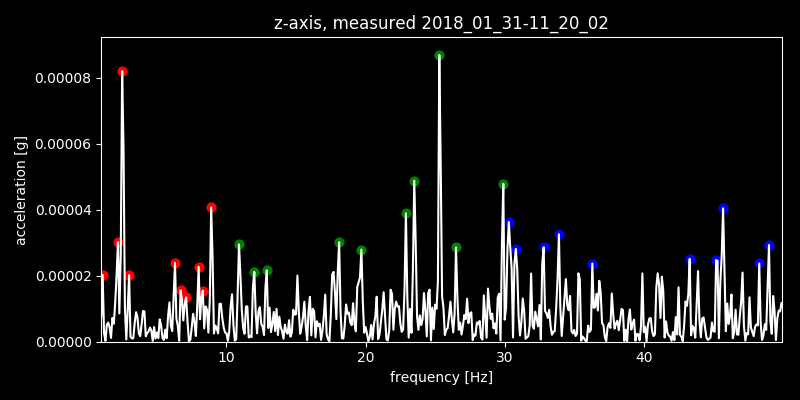 z-axis, measured 2018_01_31-11_20_02
acceleration [g]
0.00008
0.00006
0.00004
0.00002
0.00000
10 20 30 40
frequency [Hz]